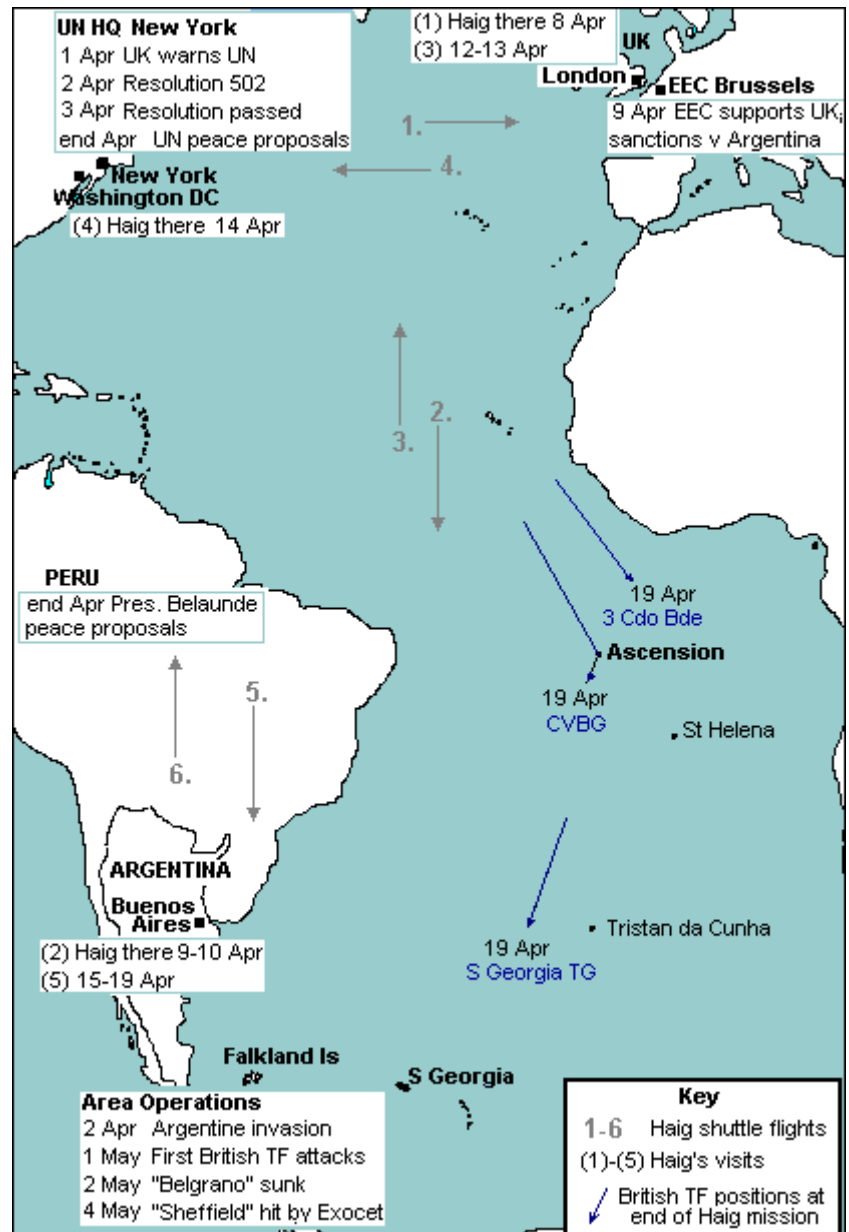 UN HQ New York
1 Apr UK warns UN
2 Apr Resolution 502
3 Apr Resolution passed
end Apr UN peace proposals
(1) Haig there 8 Apr
(3) 12-13 Apr
UK
London
EEC Brussels
9 Apr EEC supports UK,
sanctions v Argentina
1.
4.
New York
Washington DC
(4) Haig there 14 Apr
2.
3.
PERU
end Apr Pres. Belaunde
peace proposals
19 Apr
3 Cdo Bde
Ascension
19 Apr
CVBG
St Helena
5.
6.
ARGENTINA
Buenos
Aires
(2) Haig there 9-10 Apr
(5) 15-19 Apr
Tristan da Cunha
19 Apr
S Georgia TG
Falkland Is
S Georgia
Area Operations
2 Apr Argentine invasion
1 May First British TF attacks
2 May "Belgrano" sunk
4 May "Sheffield" hit by Exocet
Key
1-6 Haig shuttle flights
(1)-(5) Haig's visits
British TF positions at
end of Haig mission